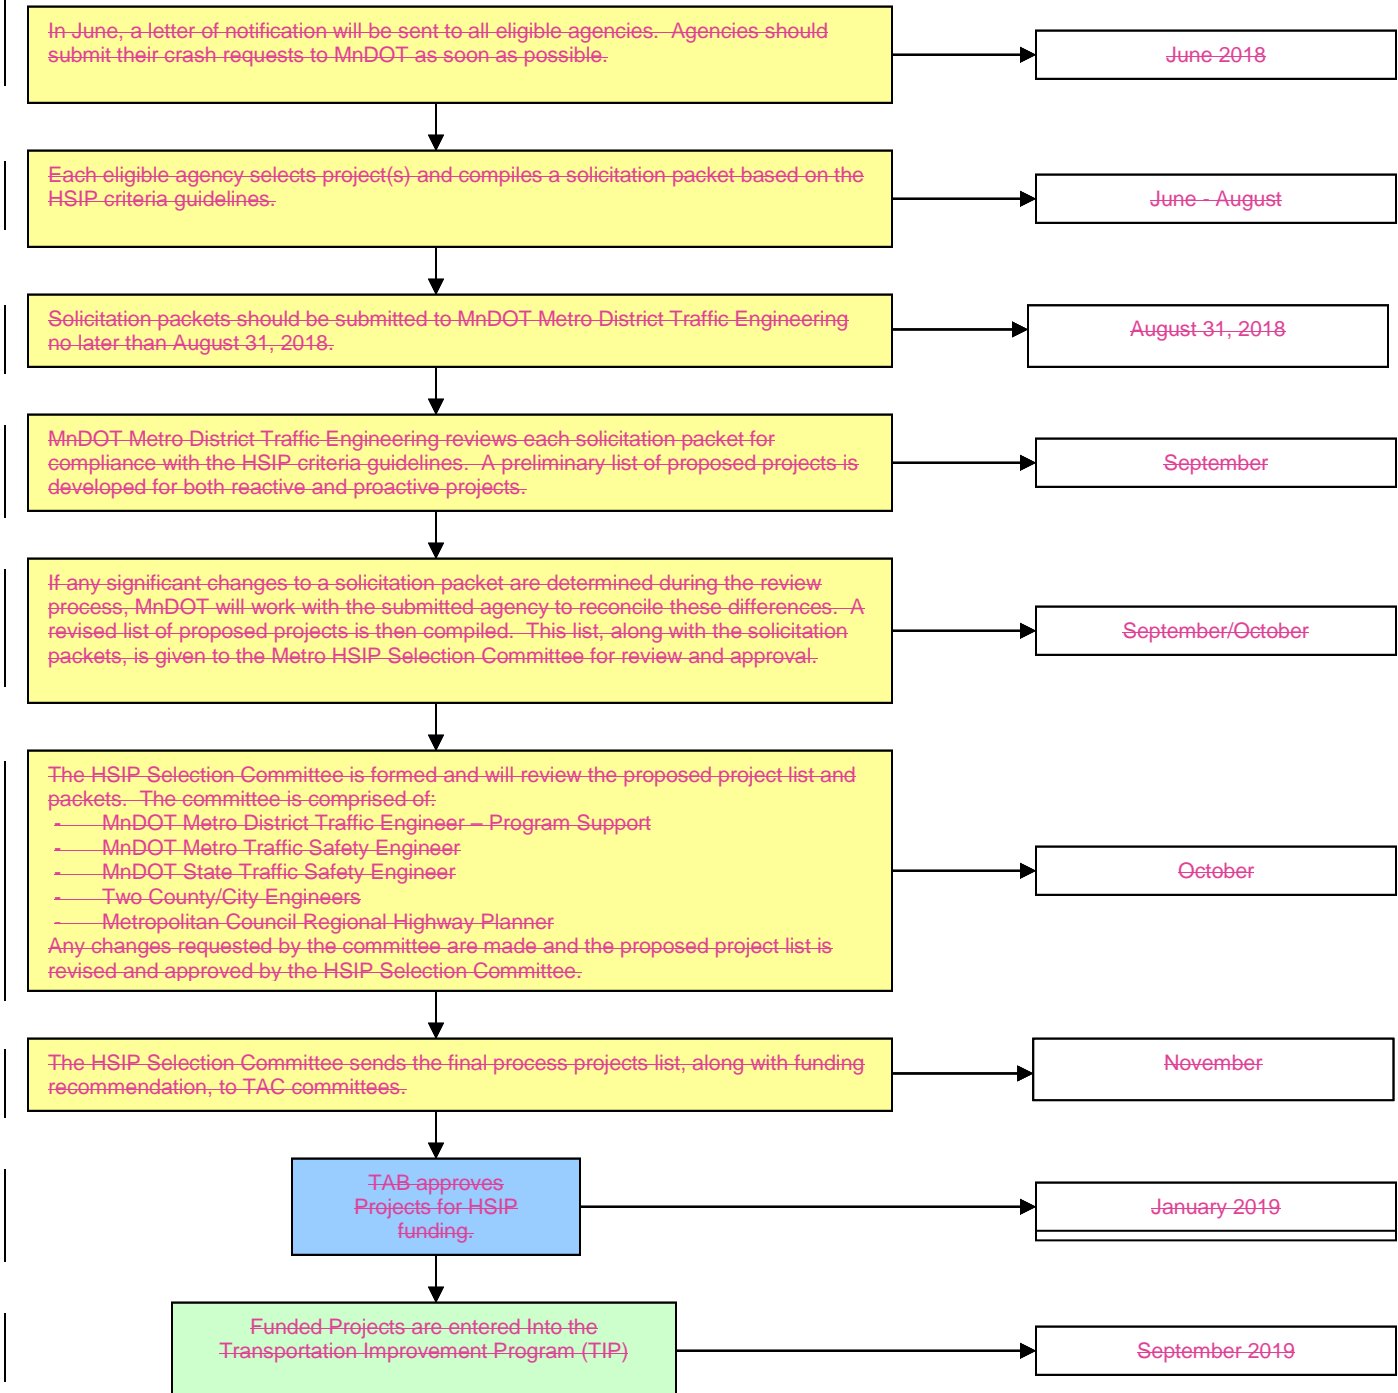 In June, a letter of notification will be sent to all eligible agencies.  Agencies should
submit their crash requests to MnDOT as soon as possible.
June 2018
Each eligible agency selects project(s) and compiles a solicitation packet based on the
HSIP criteria guidelines.
June - August
Solicitation packets should be submitted to MnDOT Metro District Traffic Engineering
no later than August 31, 2018.
August 31, 2018
MnDOT Metro District Traffic Engineering reviews each solicitation packet for
compliance with the HSIP criteria guidelines.  A preliminary list of proposed projects is
developed for both reactive and proactive projects.
September
If any significant changes to a solicitation packet are determined during the review
process, MnDOT will work with the submitted agency to reconcile these differences.  A
revised list of proposed projects is then compiled.  This list, along with the solicitation
packets, is given to the Metro HSIP Selection Committee for review and approval.
September/October
The HSIP Selection Committee is formed and will review the proposed project list and
packets.  The committee is comprised of:
- MnDOT Metro District Traffic Engineer – Program Support
- MnDOT Metro Traffic Safety Engineer
- MnDOT State Traffic Safety Engineer
- Two County/City Engineers
- Metropolitan Council Regional Highway Planner
Any changes requested by the committee are made and the proposed project list is
revised and approved by the HSIP Selection Committee.
October
The HSIP Selection Committee sends the final process projects list, along with funding
recommendation, to TAC committees.
November
TAB approves
Projects for HSIP
funding.
January 2019
Funded Projects are entered Into the
Transportation Improvement Program (TIP)
September 2019